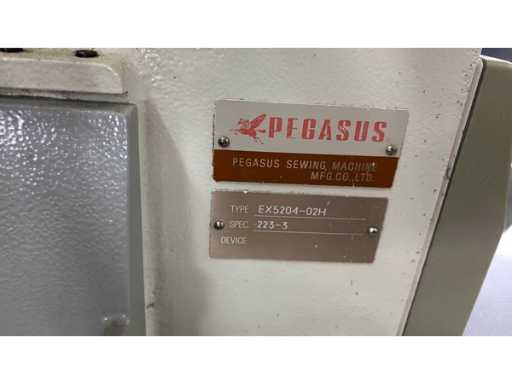 PEGASUS
PEGASUS SEWING MACHINE
MFG.CO.,LTD.
TYPE EX5204-02H
SPEC. 223-3
DEVICE